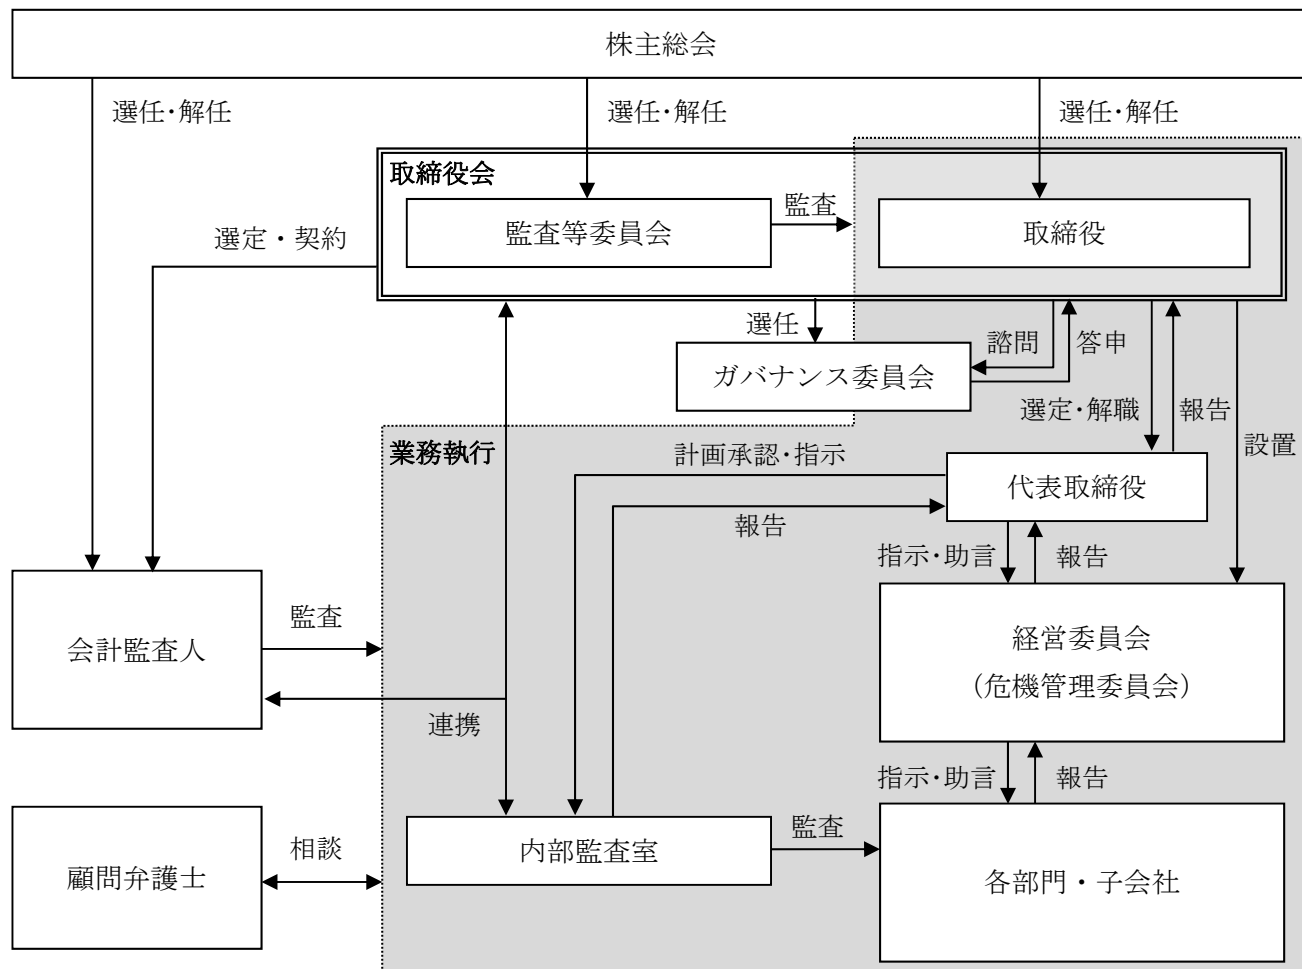 株主総会
選任･解任
選任･解任
選任･解任
取締役会
監査等委員会
監査
取締役
選定・契約
選任
諮問
答申
ガバナンス委員会
選定･解職
報告
設置
業務執行
計画承認･指示
代表取締役
報告
指示･助言
報告
会計監査人
監査
経営委員会
（危機管理委員会）
連携
指示･助言
報告
顧問弁護士
相談
内部監査室
監査
各部門・子会社